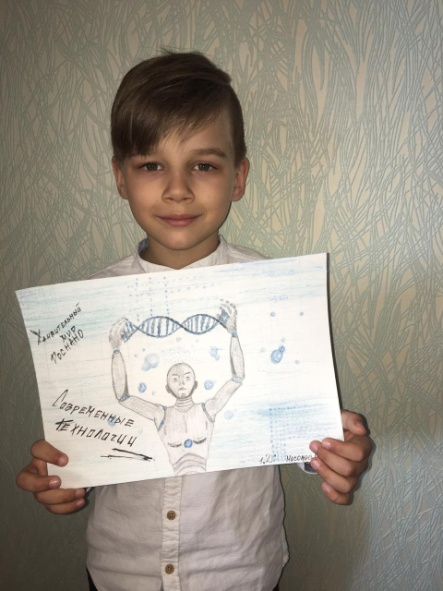 Удивительный
мир
РОСНАНО
Современные
технологии